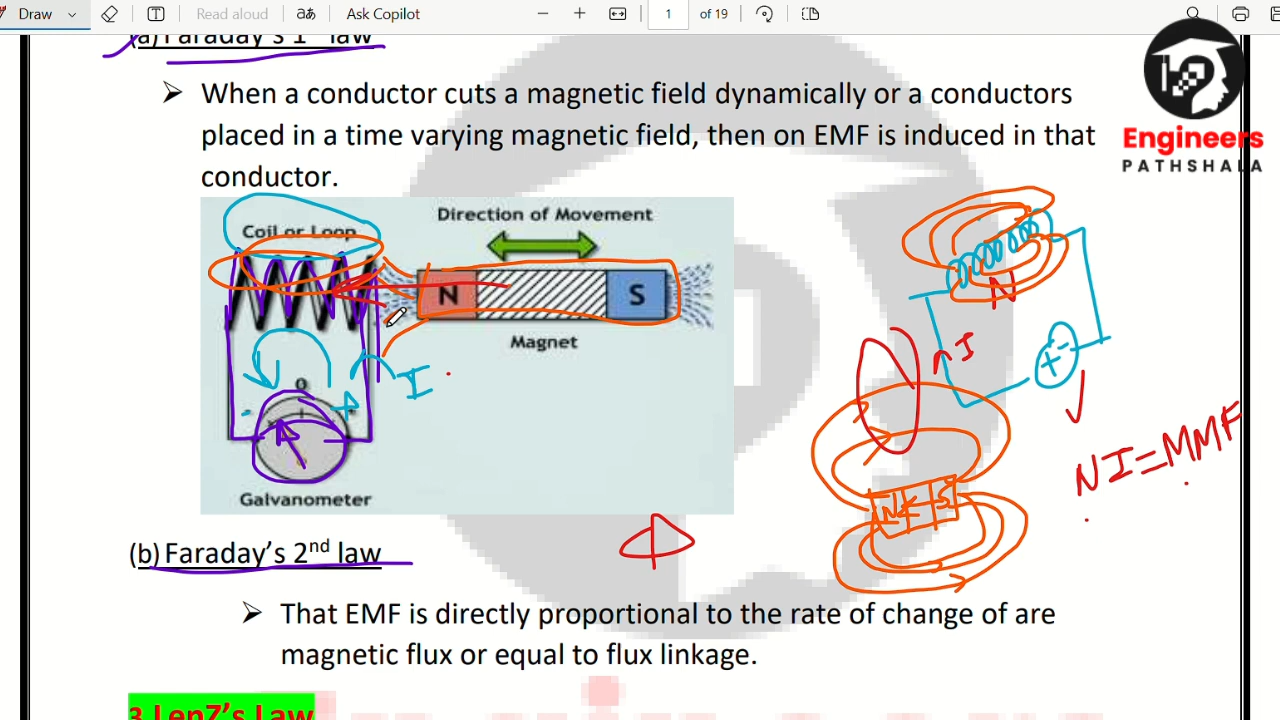 Draw
Read aloud
aあ
Ask Copilot
1
of 19
(a) Faraday's 1st law
➤ When a conductor cuts a magnetic field dynamically or a conductors
placed in a time varying magnetic field, then on EMF is induced in that
conductor.
Engineers
PATHSHALA
Direction of Movement
Coil or Loop
N
S
Magnet
I
O
-
+
Galvanometer
N
nI
+ -
NI=MMF
N
S
Φ
(b) Faraday's 2nd law
➤ That EMF is directly proportional to the rate of change of are
magnetic flux or equal to flux linkage.
3 LenZ's Law